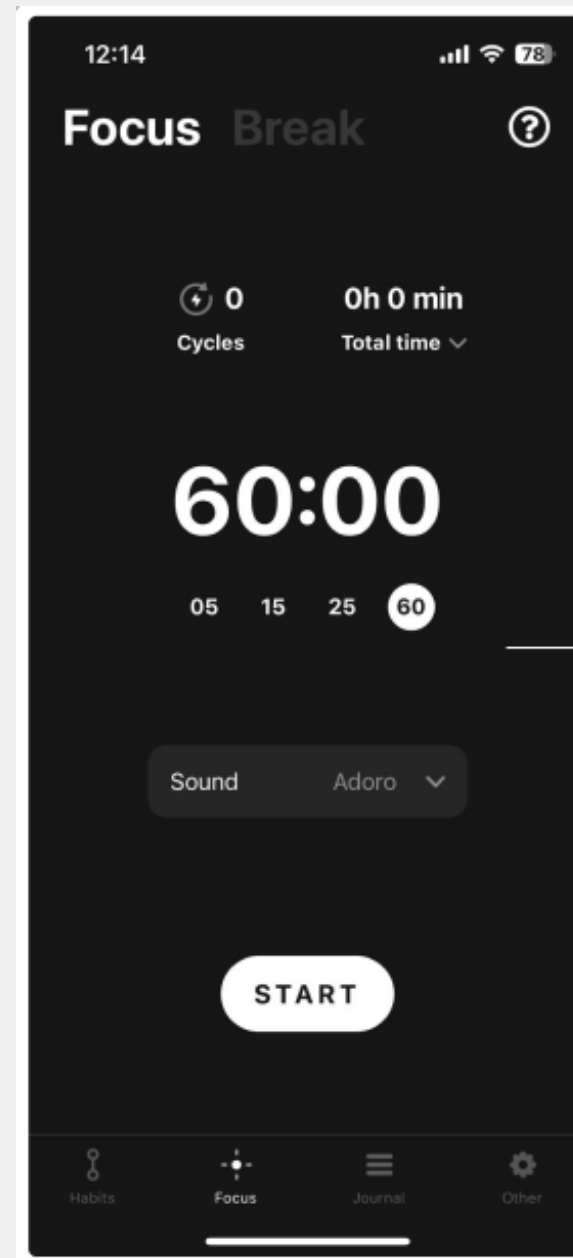 12:14 78
Focus Break ?
0 0h 0 min
Cycles Total time
60:00
05 15 25 60
Sound Adoro
START
Habits Focus Journal Other